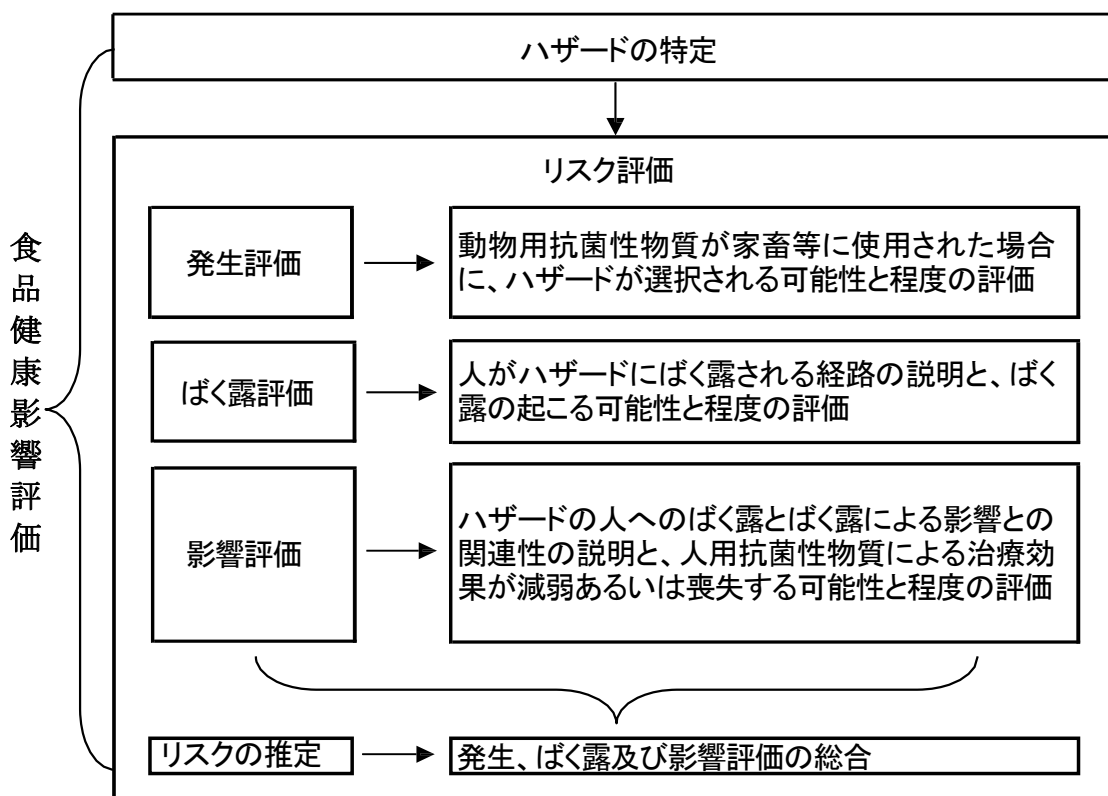 ハザードの特定
リスク評価
発生評価
動物用抗菌性物質が家畜等に使用された場合
に、ハザードが選択される可能性と程度の評価
ばく露評価
人がハザードにばく露される経路の説明と、ばく
露の起こる可能性と程度の評価
影響評価
ハザードの人へのばく露とばく露による影響との
関連性の説明と、人用抗菌性物質による治療効
果が減弱あるいは喪失する可能性と程度の評価
リスクの推定
発生、ばく露及び影響評価の総合
食品健康影響評価